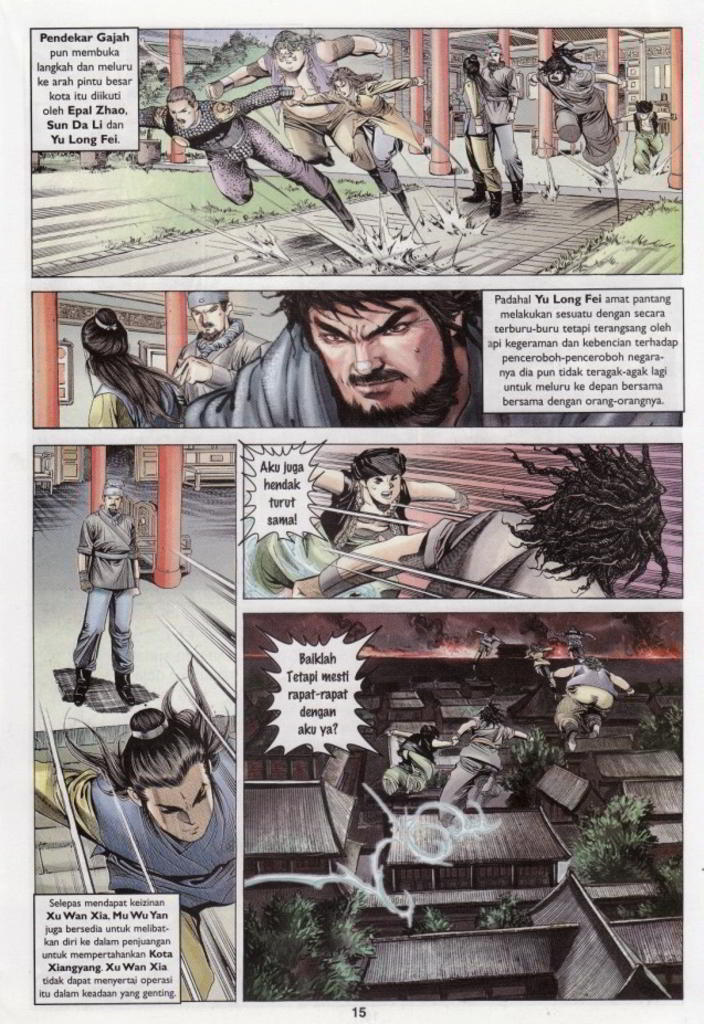 Pendekar Gajah
pun membuka
langkah dan meluru
ke arah pintu besar
kota itu diikuti
oleh Epal Zhao,
Sun Da Li dan
Yu Long Fei.
Padahal Yu Long Fei amat pantang
melakukan sesuatu dengan secara
terburu-buru tetapi terangsang oleh
api kegeraman dan kebencian terhadap
penceroboh-penceroboh negara-
nya dia pun tidak teragak-agak lagi
untuk meluru ke depan bersama
bersama dengan orang-orangnya.
Aku juga
hendak
turut
sama!
Baiklah
Tetapi mesti
rapat-rapat
dengan
aku ya?
Selepas mendapat keizinan
Xu Wan Xia, Mu Wu Yan
juga bersedia untuk melibat-
kan diri ke dalam penjuangan
untuk mempertahankan Kota
Xiangyang. Xu Wan Xia
tidak dapat menyertai operasi
itu dalam keadaan yang genting.
15